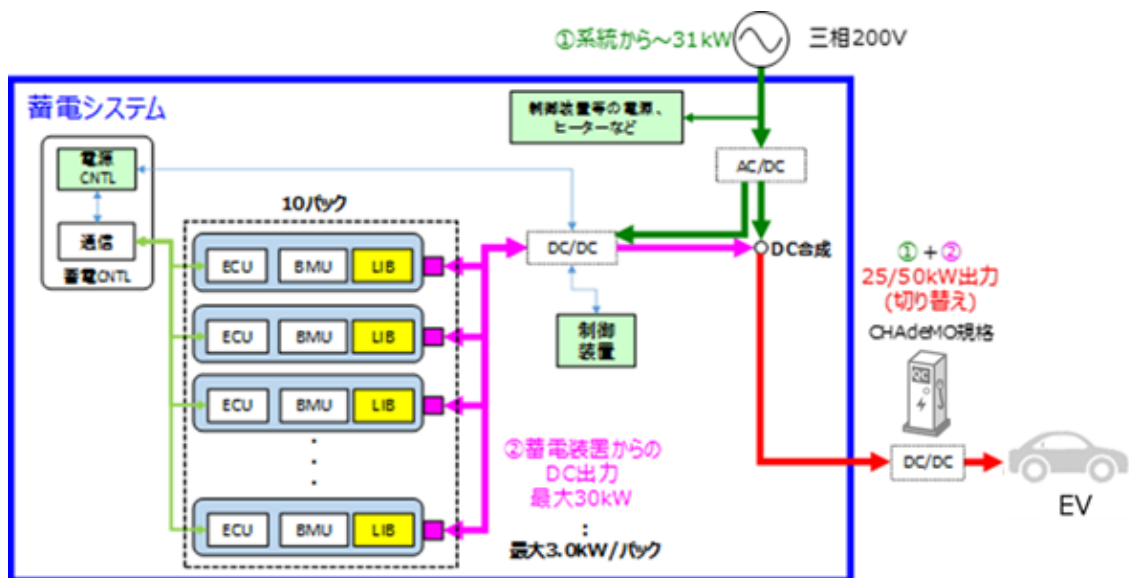 ①系統から～31kW
三相200V
蓄電システム
制御装置等の電源、
ヒーターなど
電源
CNTL
AC/DC
10パック
通信
蓄電CNTL
ECU
BMU
LIB
DC/DC
DC合成
①+②
25/50kW出力
(切り替え)
CHAdeMO規格
ECU
BMU
LIB
制御
装置
QC
ECU
BMU
LIB
②蓄電装置からの
DC出力
最大30kW
DC/DC
EV
ECU
BMU
LIB
最大3.0kW/パック